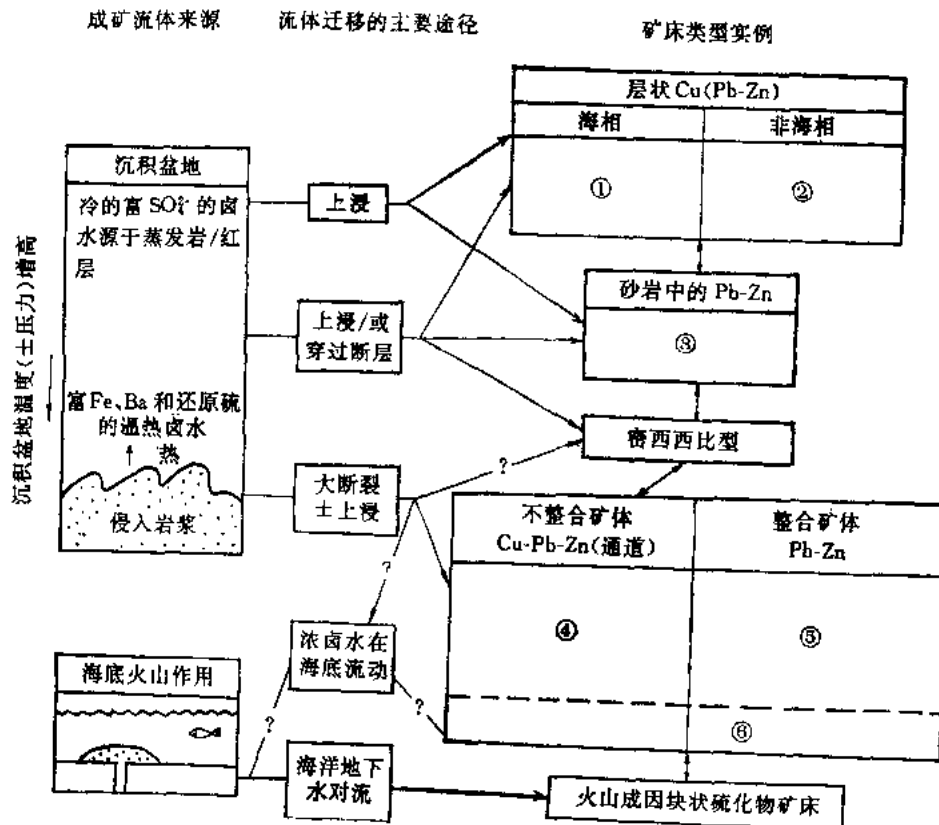 成矿流体来源
流体迁移的主要途径
矿床类型实例
层状 Cu(Pb-Zn)
海相
非海相
①
②
沉积盆地
冷的富 SO₄²⁻ 的卤
水源于蒸发岩/红
层
上浸
砂岩中的 Pb-Zn
③
上浸/或
穿过断层
沉积盆地温度(士压力)增高
富Fe、Ba 和还原硫
的温热卤水
热
侵入岩浆
密西西比型
?
大断裂
士上浸
不整合矿体
Cu-Pb-Zn(通道)
整合矿体
Pb-Zn
④
⑤
?
浓卤水在
海底流动
?
?
⑥
海底火山作用
海洋地下
水对流
火山成因块状硫化物矿床